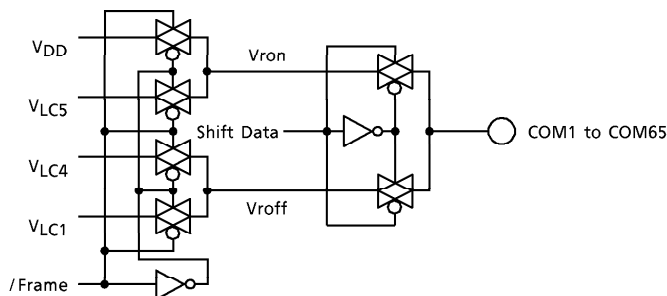 VDD
Vron
VLC5
Shift Data
COM1 to COM65
VLC4
VLC1
Vroff
/Frame